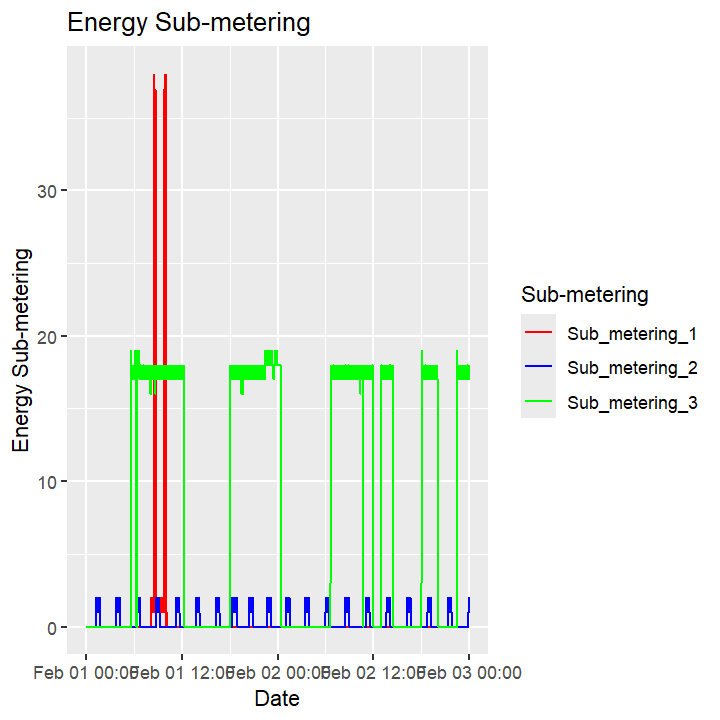 Energy Sub-metering
Energy Sub-metering
30
20
10
0
Feb 01 00:00 Feb 01 12:00 Feb 02 00:00 Feb 02 12:00 Feb 03 00:00
Date
Sub-metering
Sub_metering_1
Sub_metering_2
Sub_metering_3